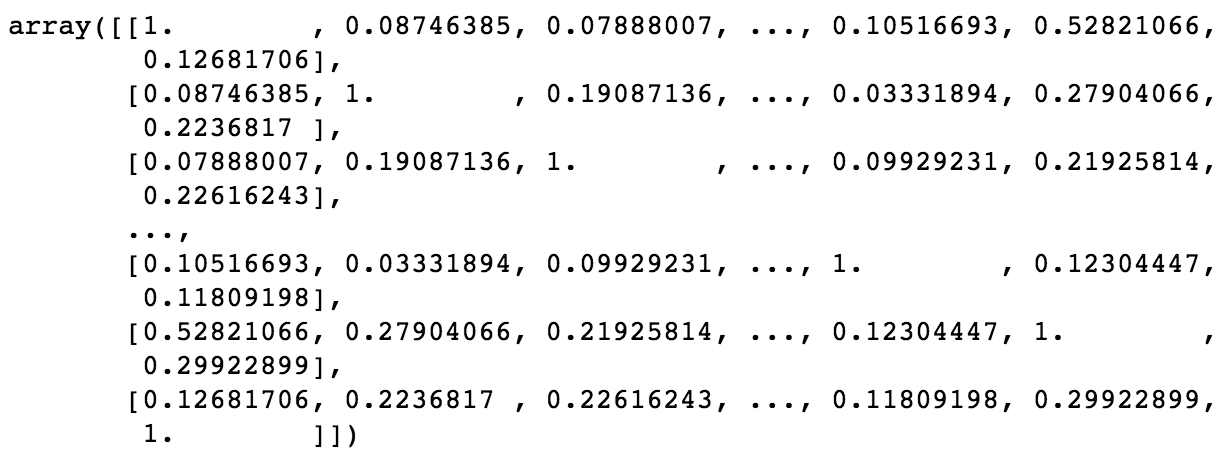 array([[1.        , 0.08746385, 0.07888007, ..., 0.10516693, 0.52821066,
        0.12681706],
       [0.08746385, 1.        , 0.19087136, ..., 0.03331894, 0.27904066,
        0.2236817 ],
       [0.07888007, 0.19087136, 1.        , ..., 0.09929231, 0.21925814,
        0.22616243],
       ...,
       [0.10516693, 0.03331894, 0.09929231, ..., 1.        , 0.12304447,
        0.11809198],
       [0.52821066, 0.27904066, 0.21925814, ..., 0.12304447, 1.        ,
        0.29922899],
       [0.12681706, 0.2236817 , 0.22616243, ..., 0.11809198, 0.29922899,
        1.        ]])